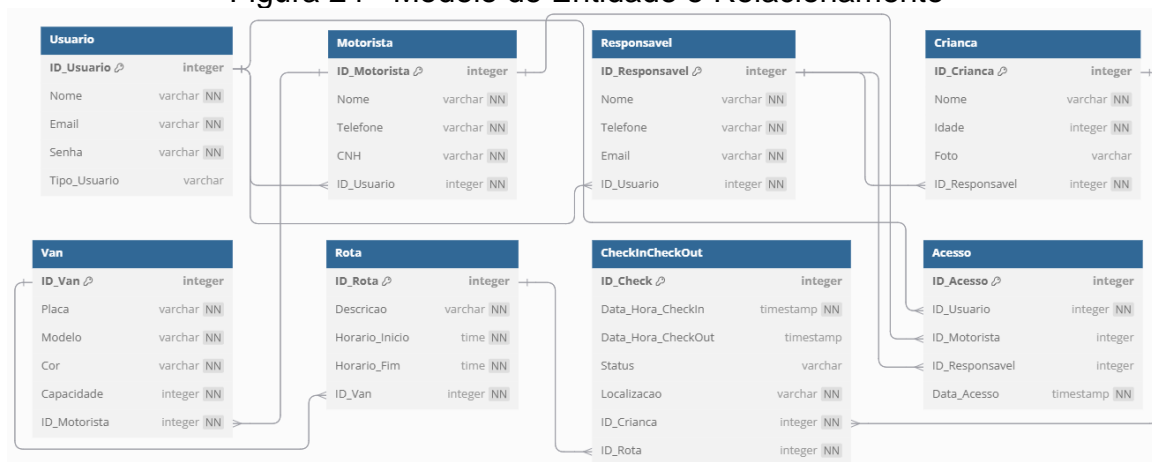 Figura - Modelo de Entidade e Relacionamento
Usuario
ID_Usuario integer
Nome varchar NN
Email varchar NN
Senha varchar NN
Tipo_Usuario varchar
Motorista
ID_Motorista integer
Nome varchar NN
Telefone varchar NN
CNH varchar NN
ID_Usuario integer NN
Responsavel
ID_Responsavel integer
Nome varchar NN
Telefone varchar NN
Email varchar NN
ID_Usuario integer NN
Crianca
ID_Crianca integer
Nome varchar NN
Idade integer NN
Foto varchar
ID_Responsavel integer NN
Van
ID_Van integer
Placa varchar NN
Modelo varchar NN
Cor varchar NN
Capacidade integer NN
ID_Motorista integer NN
Rota
ID_Rota integer
Descricao varchar NN
Horario_Inicio time NN
Horario_Fim time NN
ID_Van integer NN
CheckInCheckOut
ID_Check integer
Data_Hora_CheckIn timestamp NN
Data_Hora_CheckOut timestamp
Status varchar
Localizacao varchar NN
ID_Crianca integer NN
ID_Rota integer NN
Acesso
ID_Acesso integer
ID_Usuario integer NN
ID_Motorista integer
ID_Responsavel integer
Data_Acesso timestamp NN